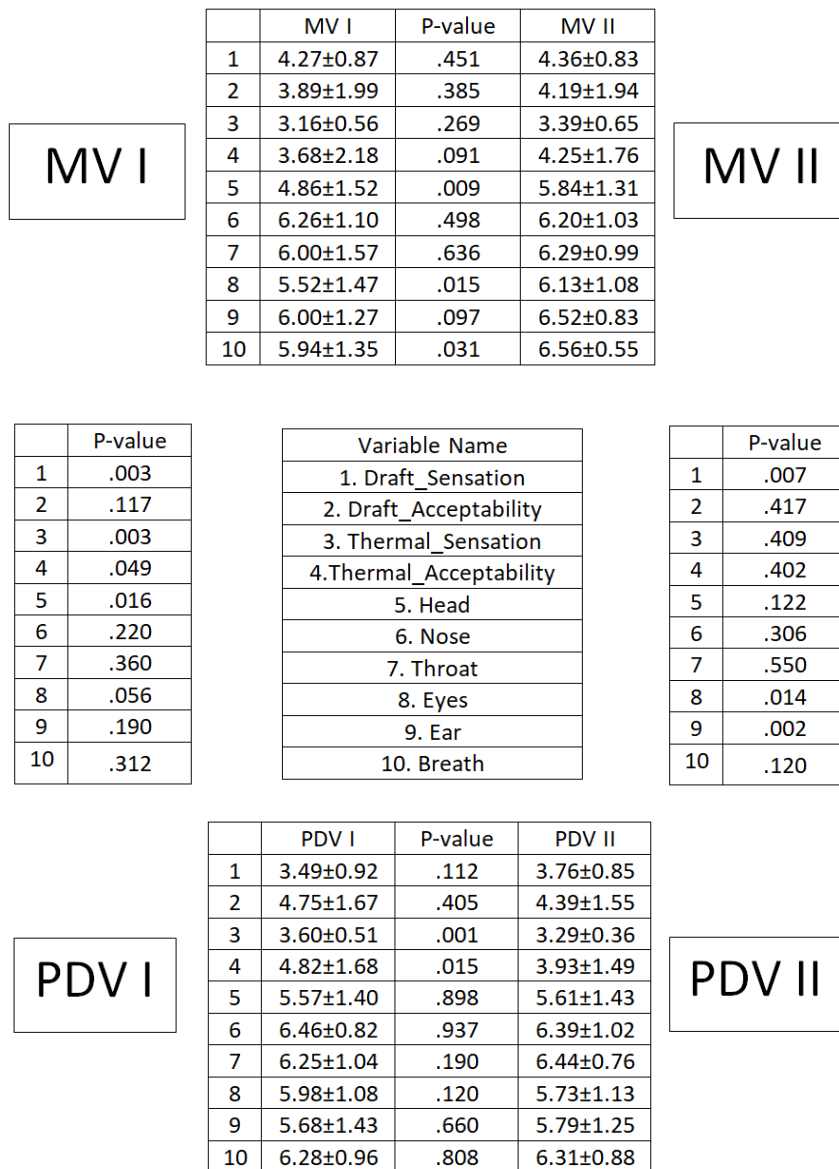 MV I P-value MV II
1 4.27±0.87 .451 4.36±0.83
2 3.89±1.99 .385 4.19±1.94
3 3.16±0.56 .269 3.39±0.65
4 3.68±2.18 .091 4.25±1.76
5 4.86±1.52 .009 5.84±1.31
6 6.26±1.10 .498 6.20±1.03
7 6.00±1.57 .636 6.29±0.99
8 5.52±1.47 .015 6.13±1.08
9 6.00±1.27 .097 6.52±0.83
10 5.94±1.35 .031 6.56±0.55
MV I
MV II
P-value
1 .003
2 .117
3 .003
4 .049
5 .016
6 .220
7 .360
8 .056
9 .190
10 .312
Variable Name
1. Draft_Sensation
2. Draft_Acceptability
3. Thermal_Sensation
4.Thermal_Acceptability
5. Head
6. Nose
7. Throat
8. Eyes
9. Ear
10. Breath
P-value
1 .007
2 .417
3 .409
4 .402
5 .122
6 .306
7 .550
8 .014
9 .002
10 .120
PDV I P-value PDV II
1 3.49±0.92 .112 3.76±0.85
2 4.75±1.67 .405 4.39±1.55
3 3.60±0.51 .001 3.29±0.36
4 4.82±1.68 .015 3.93±1.49
5 5.57±1.40 .898 5.61±1.43
6 6.46±0.82 .937 6.39±1.02
7 6.25±1.04 .190 6.44±0.76
8 5.98±1.08 .120 5.73±1.13
9 5.68±1.43 .660 5.79±1.25
10 6.28±0.96 .808 6.31±0.88
PDV I
PDV II